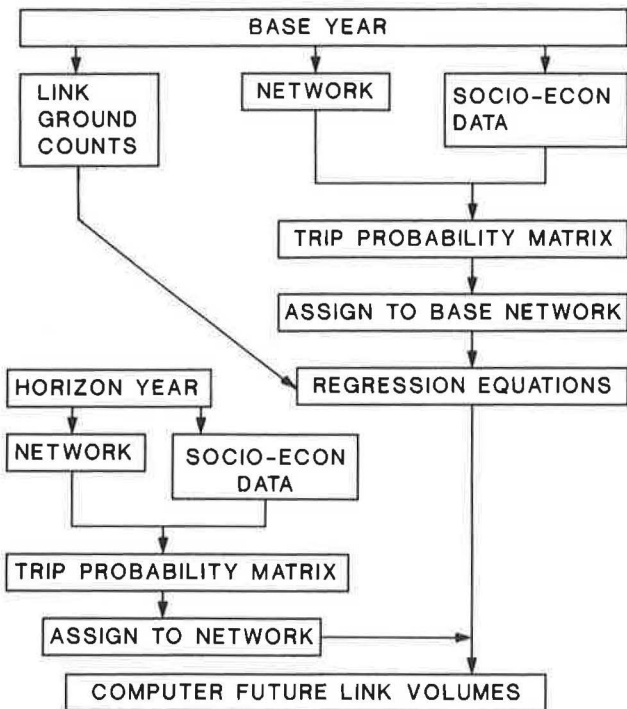 BASE YEAR
LINK
GROUND
COUNTS
NETWORK
SOCIO-ECON
DATA
TRIP PROBABILITY MATRIX
ASSIGN TO BASE NETWORK
REGRESSION EQUATIONS
HORIZON YEAR
NETWORK
SOCIO-ECON
DATA
TRIP PROBABILITY MATRIX
ASSIGN TO NETWORK
COMPUTER FUTURE LINK VOLUMES